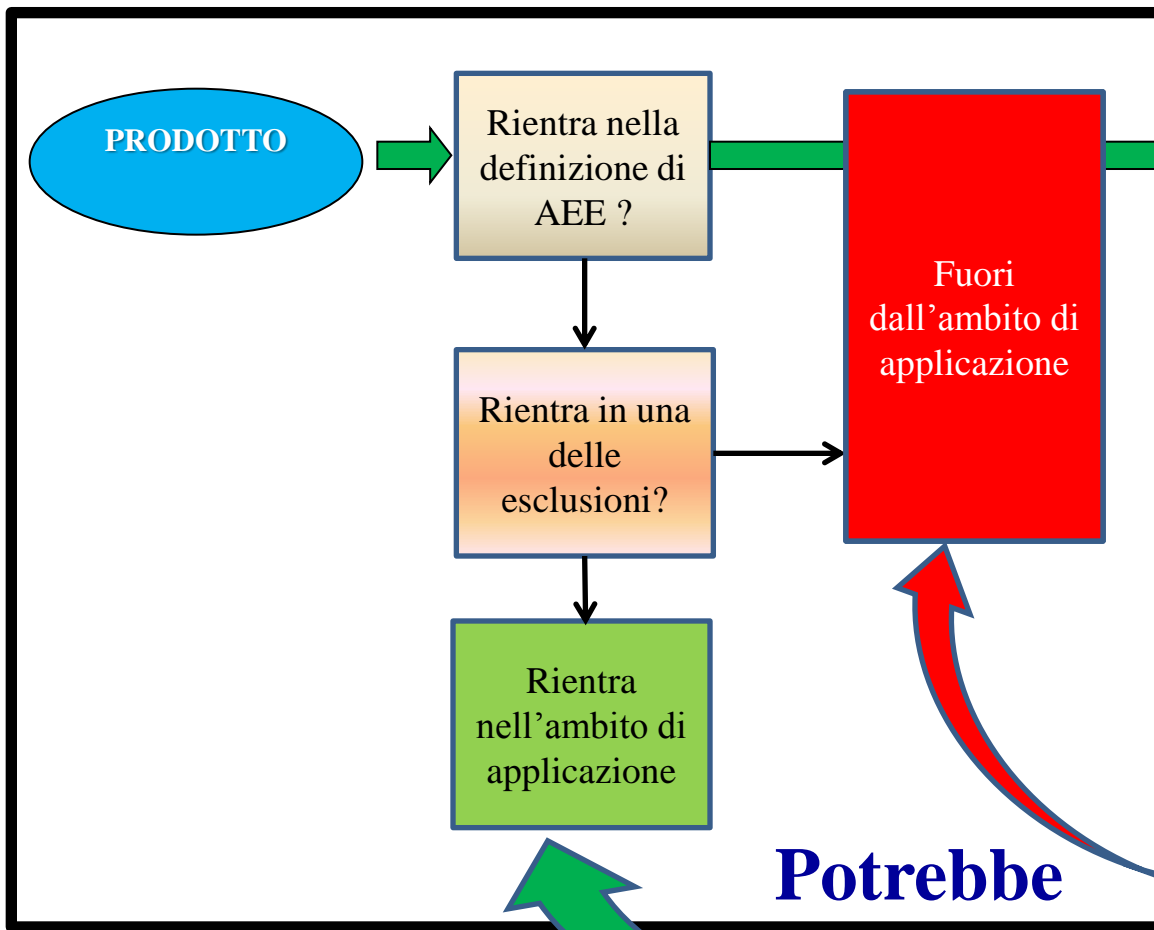 PRODOTTO
Rientra nella
definizione di
AEE ?
Fuori
dall’ambito di
applicazione
Rientra in una
delle
esclusioni?
Rientra
nell’ambito di
applicazione
Potrebbe